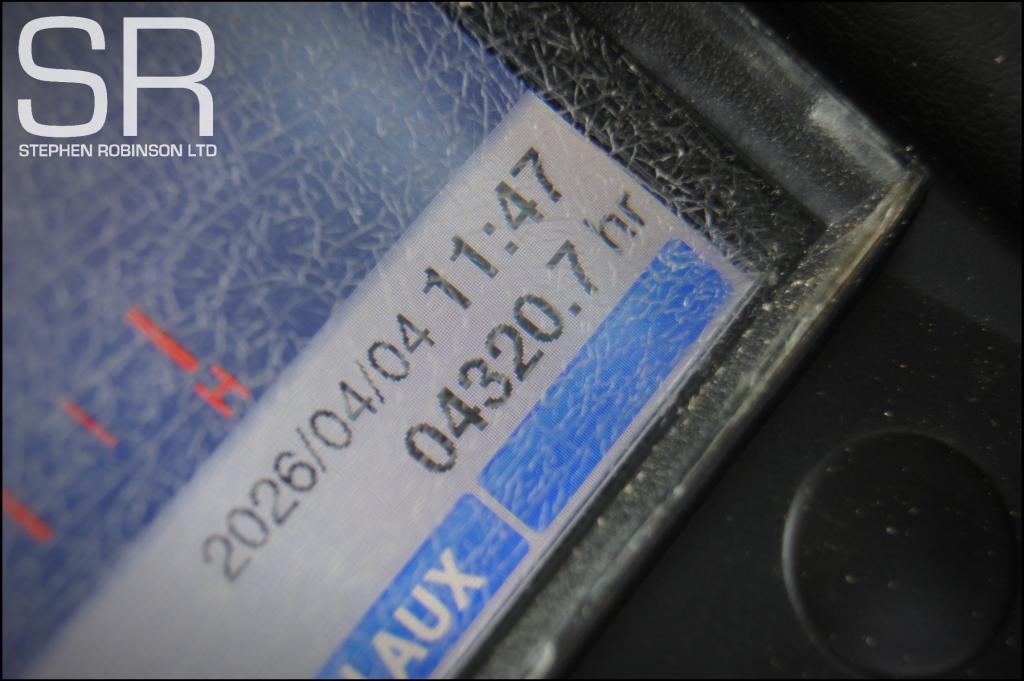 SR
STEPHEN ROBINSON LTD
2026/04/04 11:47
04320.7 hr
H
AUX